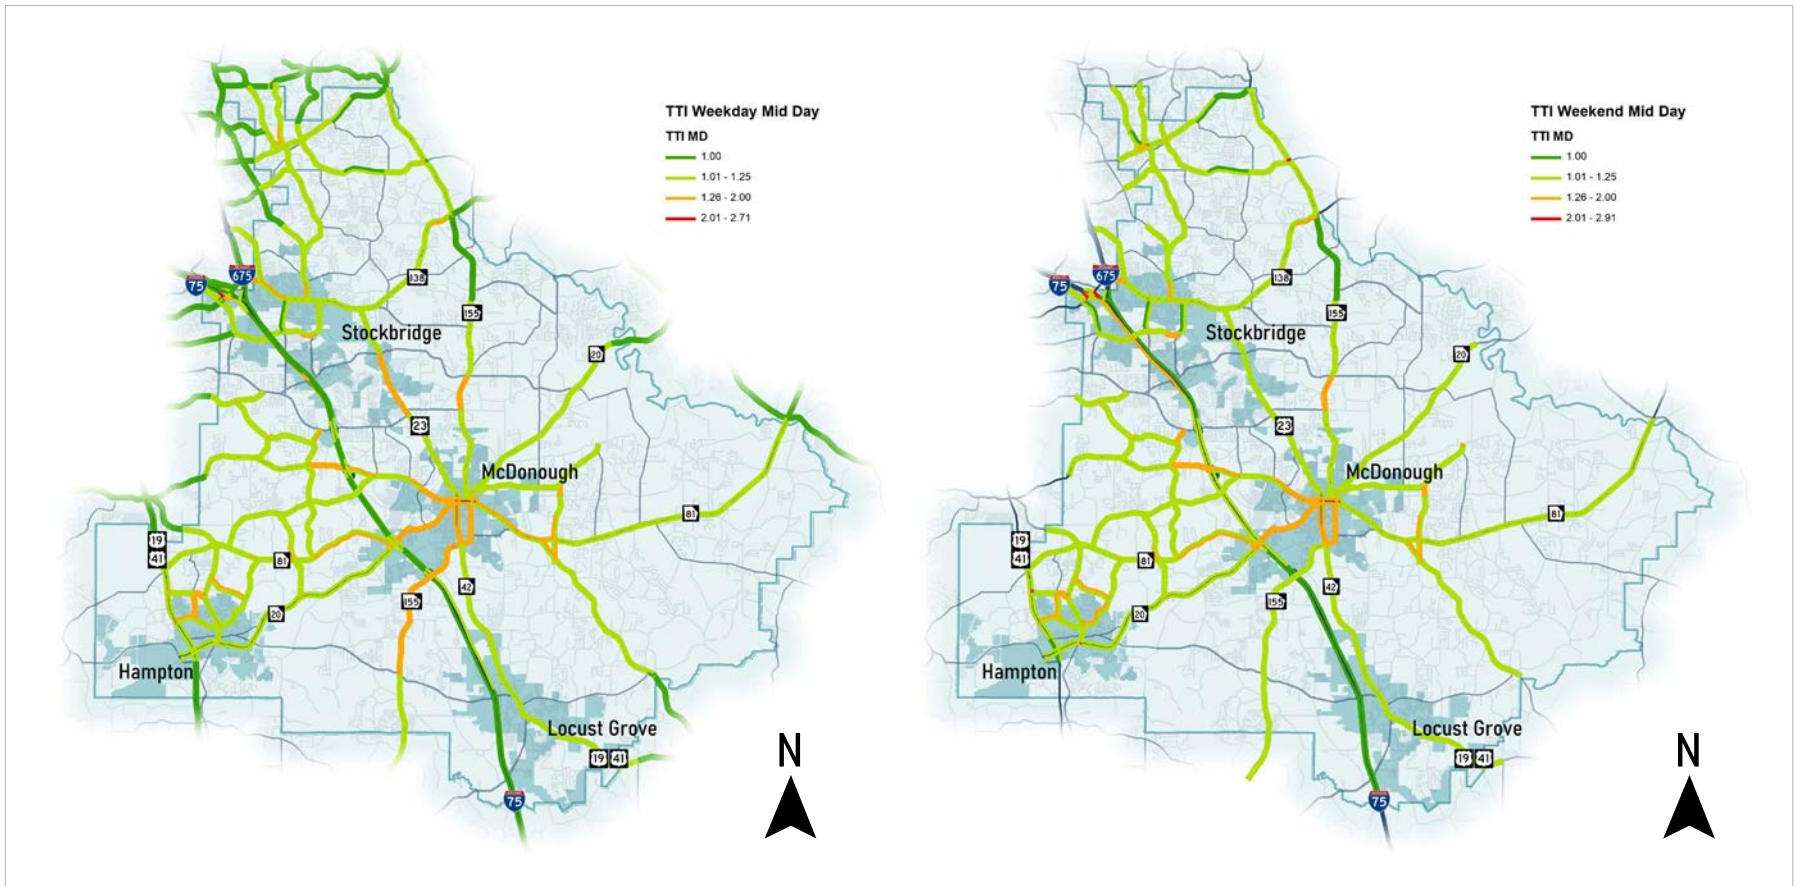 TTI Weekday Mid Day
TTI MD
1.00
1.01 - 1.25
1.26 - 2.00
2.01 - 2.71
675
75
138
155
Stockbridge
20
23
McDonough
81
19
41
81
42
155
20
Hampton
Locust Grove
19 41
75
N
TTI Weekend Mid Day
TTI MD
1.00
1.01 - 1.25
1.26 - 2.00
2.01 - 2.91
675
75
138
155
Stockbridge
20
23
McDonough
81
19
41
81
42
155
20
Hampton
Locust Grove
19 41
75
N